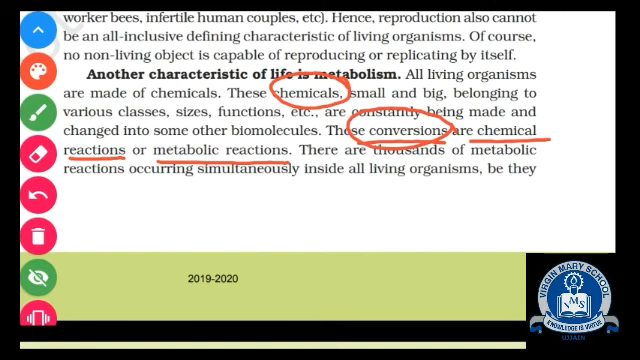 worker bees, infertile human couples, etc). Hence, reproduction also cannot
be an all-inclusive defining characteristic of living organisms. Of course,
no non-living object is capable of reproducing or replicating by itself.
Another characteristic of life is metabolism. All living organisms
are made of chemicals. These chemicals, small and big, belonging to
various classes, sizes, functions, etc., are constantly being made and
changed into some other biomolecules. These conversions are chemical
reactions or metabolic reactions. There are thousands of metabolic
reactions occurring simultaneously inside all living organisms, be they
2019-2020
VIRGIN MARY SCHOOL
VMS
KNOWLEDGE IS VIRTUE
UJJAIN